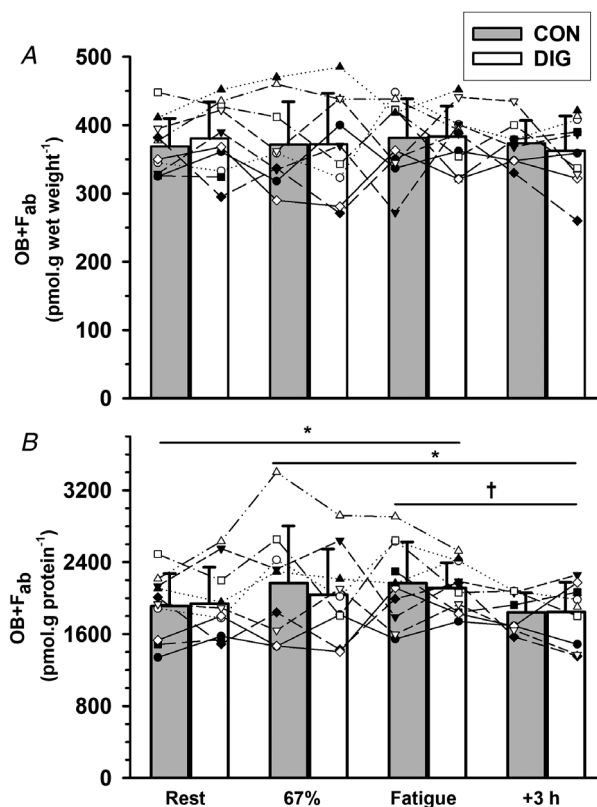 A
CON
DIG
500
400
300
200
100
0
OB+Fab
(pmol.g wet weight-1)
B
*
*
†
3200
2400
1600
800
0
OB+Fab
(pmol.g protein-1)
Rest 67% Fatigue +3 h